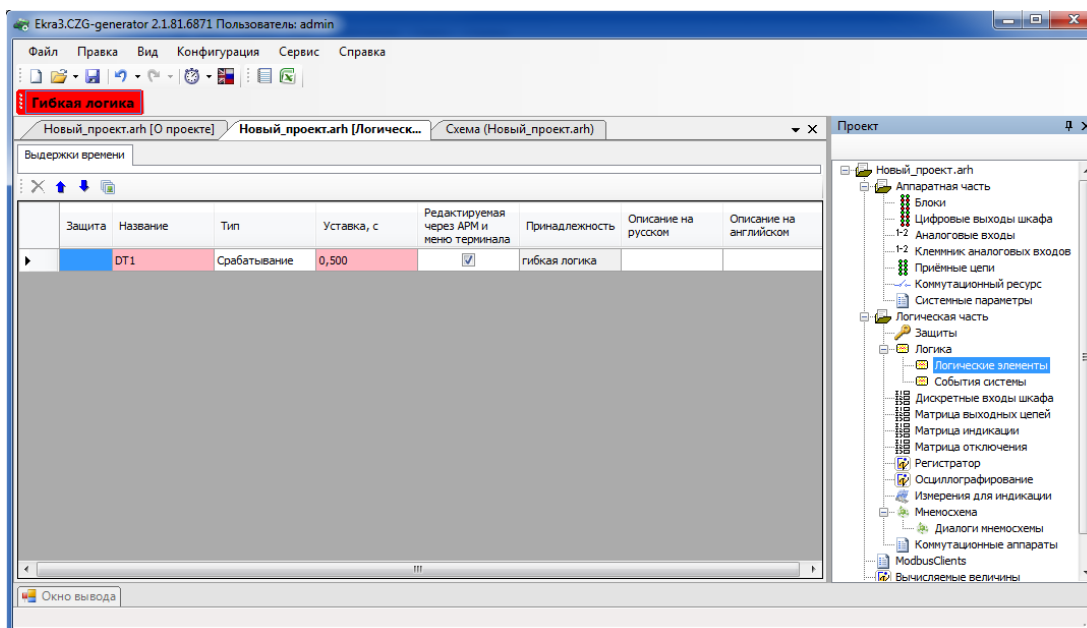 Ekra3.CZG-generator 2.1.81.6871 Пользователь: admin
Файл Правка Вид Конфигурация Сервис Справка
Гибкая логика
Новый_проект.arh [О проекте] Новый_проект.arh [Логическ... Схема (Новый_проект.arh)
Выдержки времени
Защита Название Тип Уставка, с Редактируемая через АРМ и меню терминала Принадлежность Описание на русском Описание на английском
DT1 Срабатывание 0,500 гибкая логика
Окно вывода
Проект
Новый_проект.arh
Аппаратная часть
Блоки
Цифровые выходы шкафа
1-2 Аналоговые входы
1-2 Клеммник аналоговых входов
Приёмные цепи
Коммутационный ресурс
Системные параметры
Логическая часть
Защиты
Логика
Логические элементы
События системы
Дискретные входы шкафа
Матрица выходных цепей
Матрица индикации
Матрица отключения
Регистратор
Осциллографирование
Измерения для индикации
Мнемосхема
Диалоги мнемосхемы
Коммутационные аппараты
ModbusClients
Вычисляемые величины